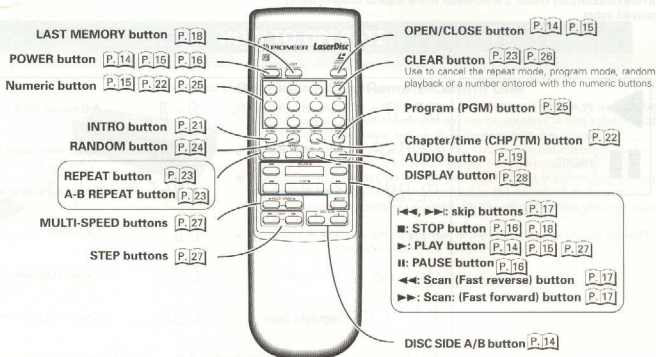 LAST MEMORY button P. 18
POWER button P. 14 P. 15 P. 16
Numeric button P. 15 P. 22 P. 25
INTRO button P. 21
RANDOM button P. 24
REPEAT button P. 23
A-B REPEAT button P. 23
MULTI-SPEED buttons P. 27
STEP buttons P. 27
PIONEER LaserDisc
OPEN/CLOSE button P. 14 P. 15
CLEAR button P. 23 P. 26
Use to cancel the repeat mode, program mode, random
playback or a number entored with the numeric buttons.
Program (PGM) button P. 25
Chapter/time (CHP/TM) button P. 22
AUDIO button P. 19
DISPLAY button P. 28
⏮, ⏭: skip buttons P. 17
■: STOP button P. 16 P. 18
►: PLAY button P. 14 P. 15 P. 27
⏸: PAUSE button P. 16
◄◄: Scan (Fast reverse) button P. 17
►►: Scan: (Fast forward) button P. 17
DISC SIDE A/B button P. 14